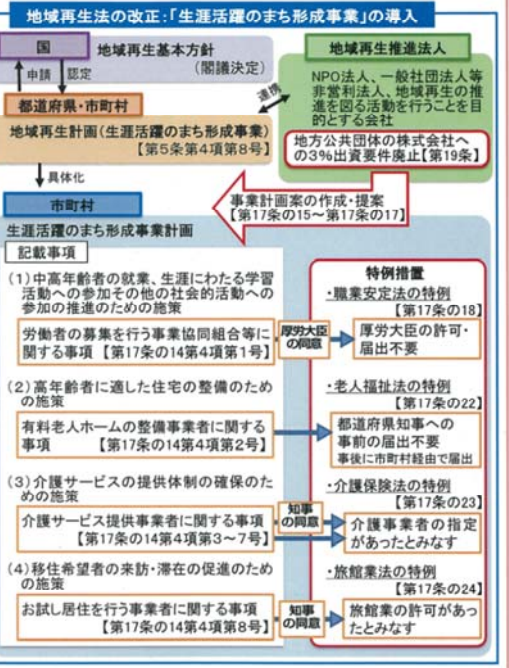 地域再生法の改正:「生涯活躍のまち形成事業」の導入
国
地域再生基本方針
(閣議決定)
申請
認定
都道府県・市町村
地域再生計画(生涯活躍のまち形成事業)
【第5条第4項第8号】
連携
地域再生推進法人
NPO法人、一般社団法人等
非営利法人、地域再生の推
進を図る活動を行うことを目
的とする会社
地方公共団体の株式会社へ
の3%出資要件廃止【第19条】
具体化
事業計画案の作成・提案
【第17条の15~第17条の17】
市町村
生涯活躍のまち形成事業計画
記載事項
(1)中高年齢者の就業、生涯にわたる学習
活動への参加その他の社会的活動への
参加の推進のための施策
労働者の募集を行う事業協同組合等に
関する事項 【第17条の14第4項第1号】
(2)高年齢者に適した住宅の整備のため
の施策
有料老人ホームの整備事業者に関する
事項 【第17条の14第4項第2号】
(3)介護サービスの提供体制の確保のた
めの施策
介護サービス提供事業者に関する事項
【第17条の14第4項第3~7号】
(4)移住希望者の来訪・滞在の促進のため
の施策
お試し居住を行う事業者に関する事項
【第17条の14第4項第8号】
厚労大臣
の同意
知事
の同意
知事
の同意
特例措置
・職業安定法の特例
【第17条の18】
厚労大臣の許可・
届出不要
・老人福祉法の特例
【第17条の22】
都道府県知事への
事前の届出不要
事後に市町村経由で届出
・介護保険法の特例
【第17条の23】
介護事業者の指定
があったとみなす
・旅館業法の特例
【第17条の24】
旅館業の許可があっ
たとみなす